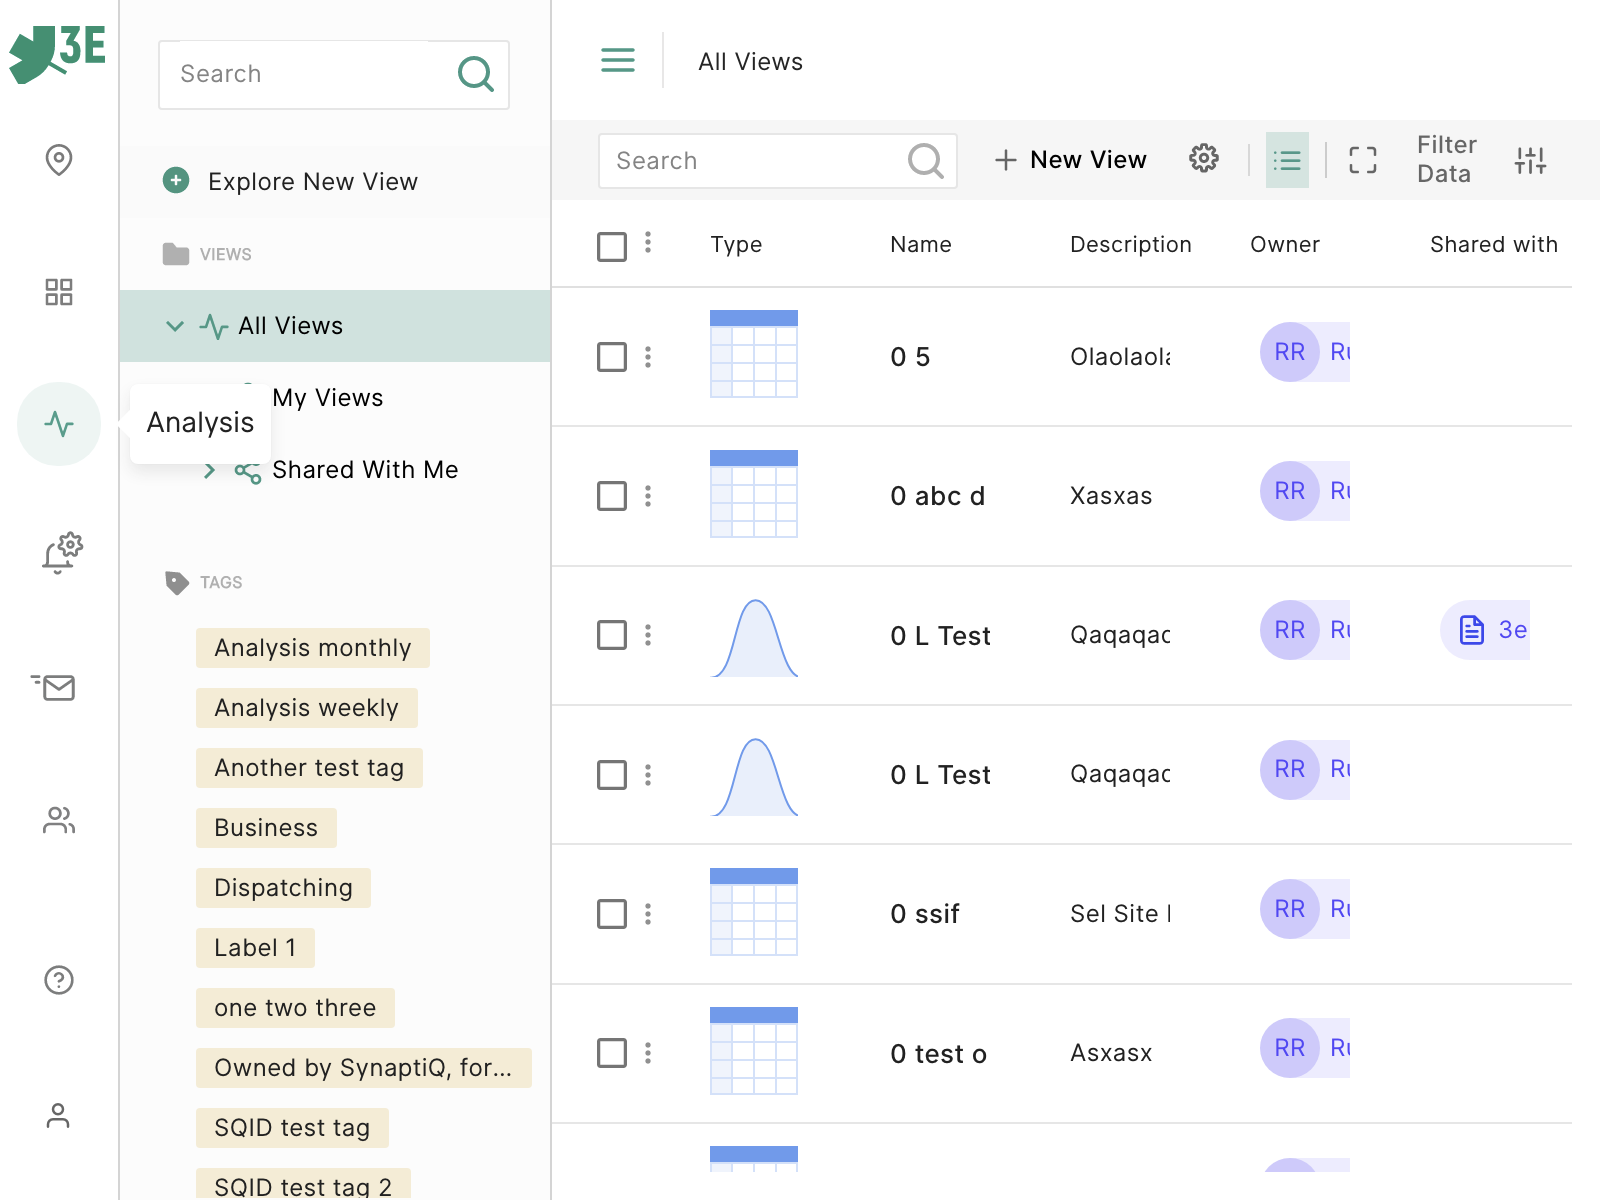 3E
Search
Explore New View
VIEWS
All Views
My Views
Analysis
Shared With Me
TAGS
Analysis monthly
Analysis weekly
Another test tag
Business
Dispatching
Label 1
one two three
Owned by SynaptiQ, for...
SQID test tag
SQID test tag 2
All Views
Search
New View
Filter
Data
Type Name Description Owner Shared with
0 5 Olaolaola RR Ru
0 abc d Xasxas RR Ru
0 L Test Qaqaqaq RR Ru 3e
0 L Test Qaqaqaq RR Ru
0 ssif Sel Site RR Ru
0 test o Asxasx RR Ru